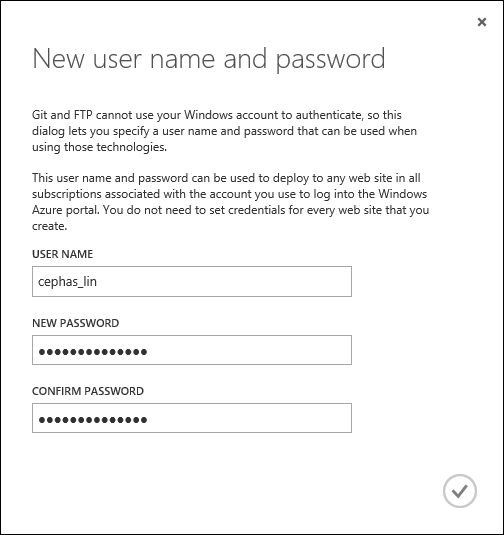 New user name and password
Git and FTP cannot use your Windows account to authenticate, so this
dialog lets you specify a user name and password that can be used when
using those technologies.
This user name and password can be used to deploy to any web site in all
subscriptions associated with the account you use to log into the Windows
Azure portal. You do not need to set credentials for every web site that you
create.
USER NAME
cephas_lin
NEW PASSWORD
●●●●●●●●●●●●●●
CONFIRM PASSWORD
●●●●●●●●●●●●●●